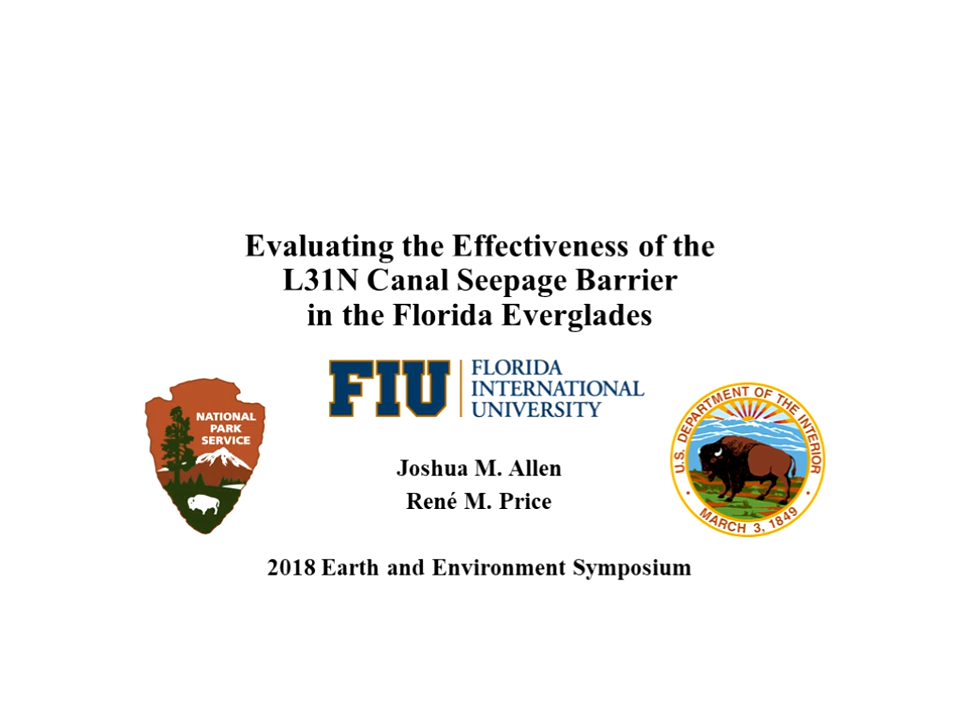 Evaluating the Effectiveness of the
L31N Canal Seepage Barrier
in the Florida Everglades
FIU
FLORIDA
INTERNATIONAL
UNIVERSITY
NATIONAL
PARK
SERVICE
U.S. DEPARTMENT OF THE INTERIOR
MARCH 3, 1849
Joshua M. Allen
René M. Price
2018 Earth and Environment Symposium